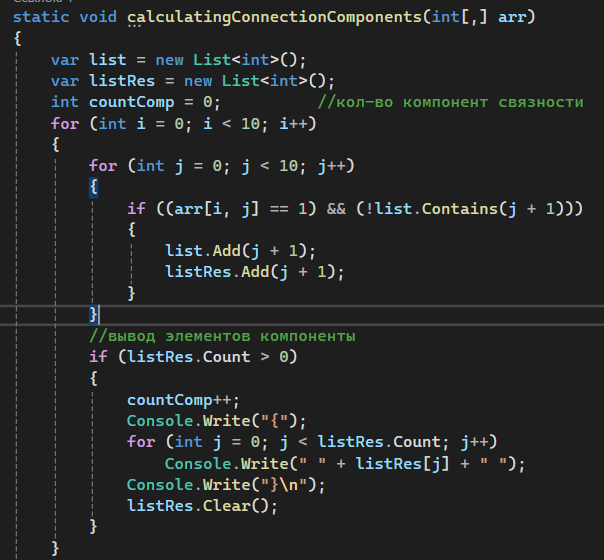 static void calculatingConnectionComponents(int[,] arr)
{
var list = new List<int>();
var listRes = new List<int>();
int countComp = 0; //кол-во компонент связности
for (int i = 0; i < 10; i++)
{
for (int j = 0; j < 10; j++)
{
if ((arr[i, j] == 1) && (!list.Contains(j + 1)))
{
list.Add(j + 1);
listRes.Add(j + 1);
}
}
//вывод элементов компоненты
if (listRes.Count > 0)
{
countComp++;
Console.Write("{");
for (int j = 0; j < listRes.Count; j++)
Console.Write(" " + listRes[j] + " ");
Console.Write("}\n");
listRes.Clear();
}
}